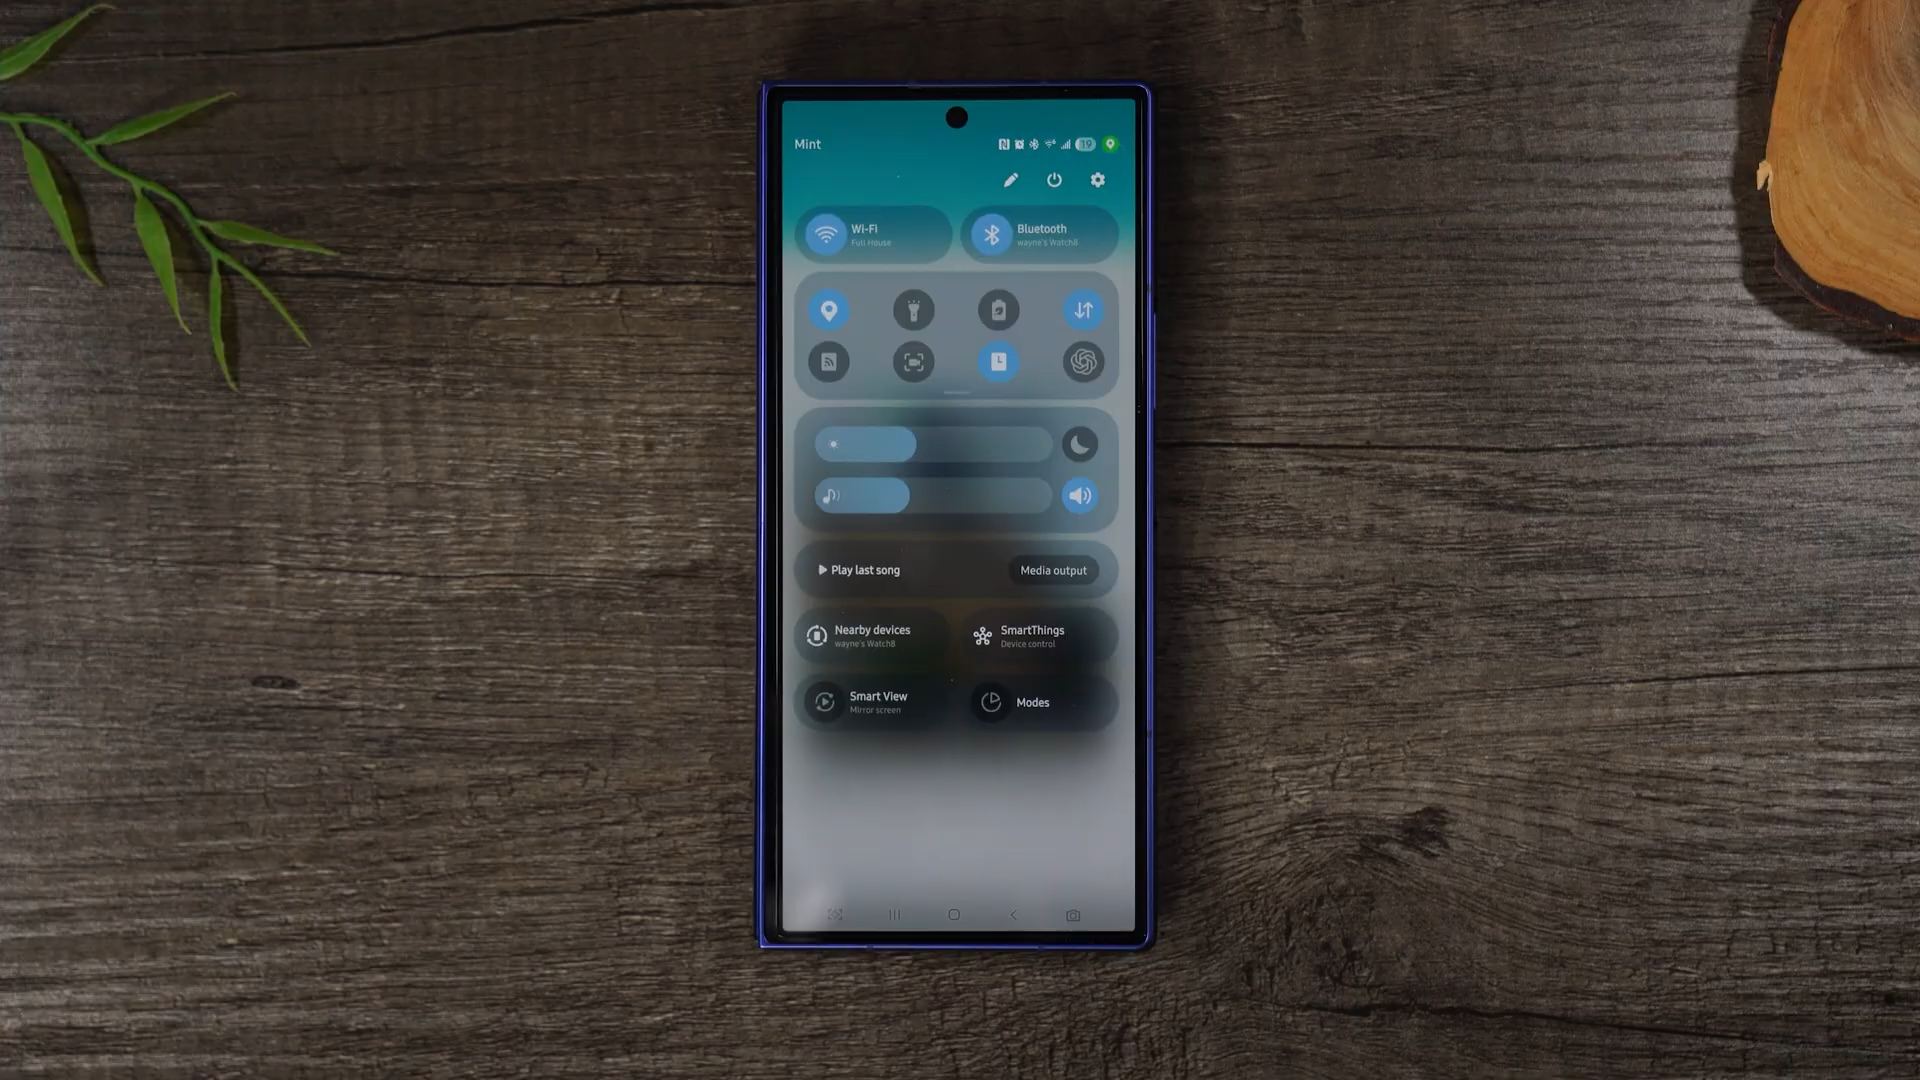 Mint
19
Wi-Fi
Full House
Bluetooth
wayne's Watch8
Play last song
Media output
Nearby devices
wayne's Watch8
SmartThings
Device control
Smart View
Mirror screen
Modes